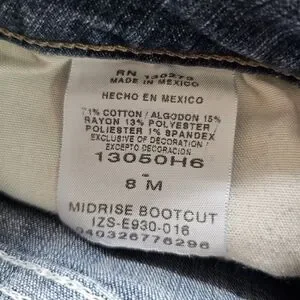 RN 130273
MADE IN MEXICO
HECHO EN MEXICO
71% COTTON / ALGODON 15%
RAYON 13% POLYESTER /
POLIESTER 1% SPANDEX
EXCLUSIVE OF DECORATION /
EXCEPTO DECORACION
13050H6
-
8 M
MIDRISE BOOTCUT
IZS-E930-016
040326776296